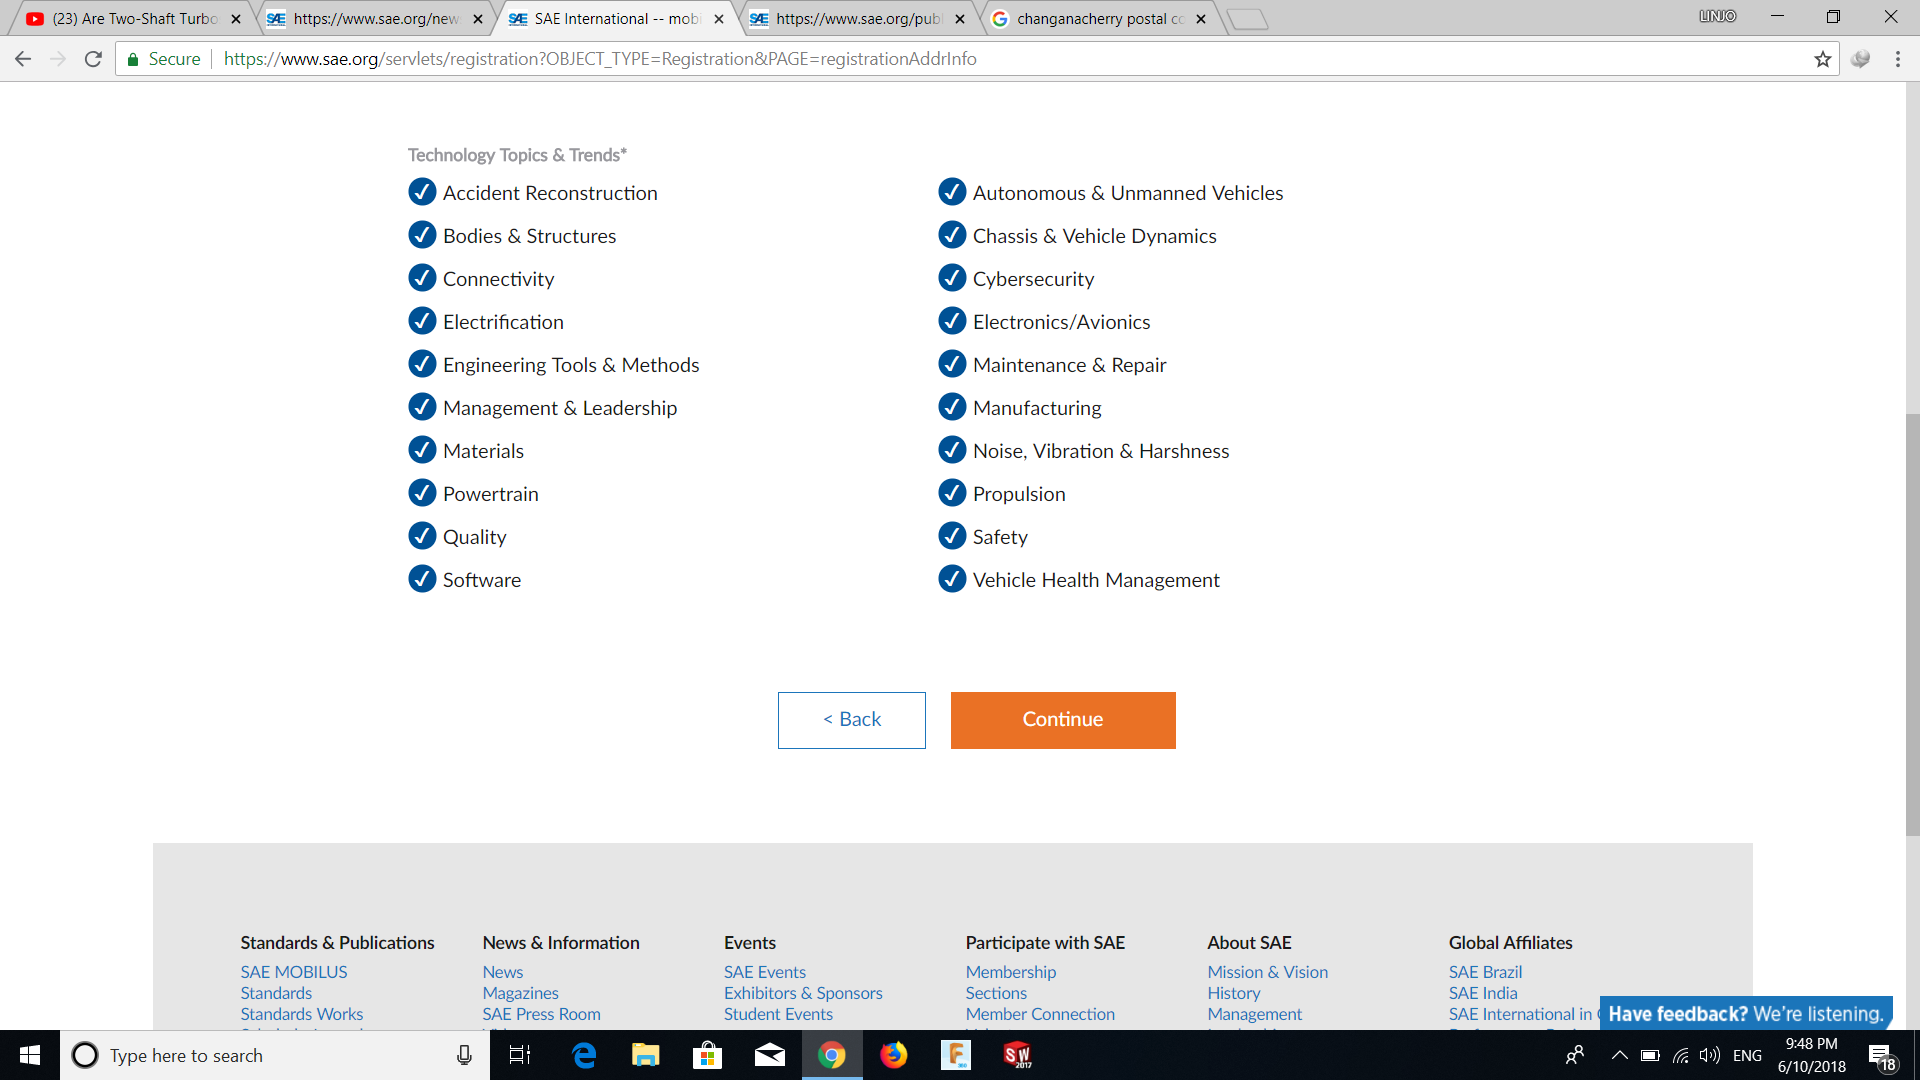 (23) Are Two-Shaft Turbo
SAE https://www.sae.org/new
SAE SAE International -- mobi
SAE https://www.sae.org/publ
changanacherry postal co
LINJO
Secure https://www.sae.org/servlets/registration?OBJECT_TYPE=Registration&PAGE=registrationAddrInfo
Technology Topics & Trends*
Accident Reconstruction
Autonomous & Unmanned Vehicles
Bodies & Structures
Chassis & Vehicle Dynamics
Connectivity
Cybersecurity
Electrification
Electronics/Avionics
Engineering Tools & Methods
Maintenance & Repair
Management & Leadership
Manufacturing
Materials
Noise, Vibration & Harshness
Powertrain
Propulsion
Quality
Safety
Software
Vehicle Health Management
< Back
Continue
Standards & Publications
SAE MOBILUS
Standards
Standards Works
News & Information
News
Magazines
SAE Press Room
Events
SAE Events
Exhibitors & Sponsors
Student Events
Participate with SAE
Membership
Sections
Member Connection
About SAE
Mission & Vision
History
Management
Global Affiliates
SAE Brazil
SAE India
SAE International in
Have feedback? We're listening.
Type here to search
SW
2017
ENG
9:48 PM
6/10/2018
18